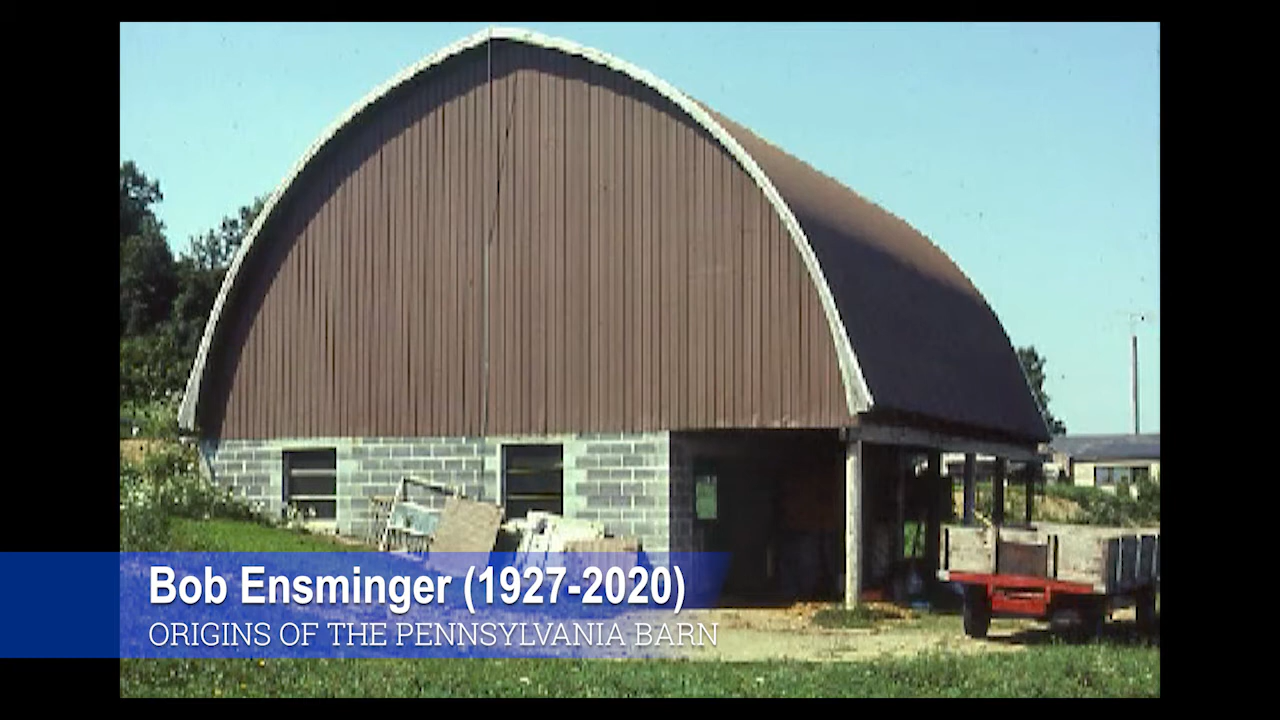 Bob Ensminger (1927-2020)
ORIGINS OF THE PENNSYLVANIA BARN